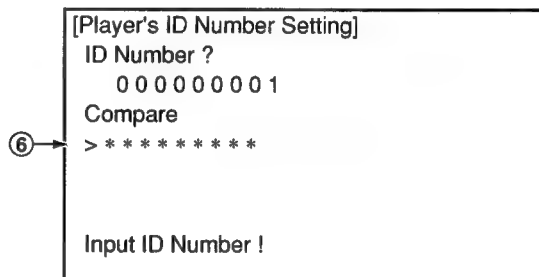 [Player's ID Number Setting]
ID Number ?
0 0 0 0 0 0 0 0 1
Compare
⑥ > * * * * * * * * *
Input ID Number !